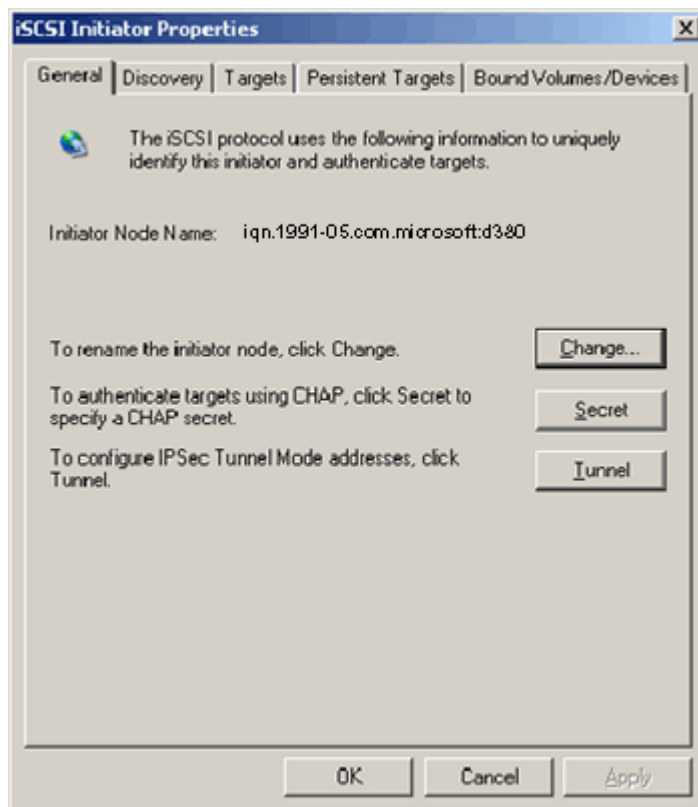 iSCSI Initiator Properties
General Discovery Targets Persistent Targets Bound Volumes/Devices
The iSCSI protocol uses the following information to uniquely
identify this initiator and authenticate targets.
Initiator Node Name: iqn.1991-05.com.microsoft:d380
To rename the initiator node, click Change.
Change...
To authenticate targets using CHAP, click Secret to
specify a CHAP secret.
Secret
To configure IPSec Tunnel Mode addresses, click
Tunnel.
Tunnel
OK Cancel Apply